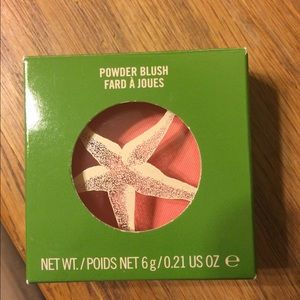 POWDER BLUSH
FARD À JOUES
NET WT./POIDS NET 6 g/0.21 US OZ ℮